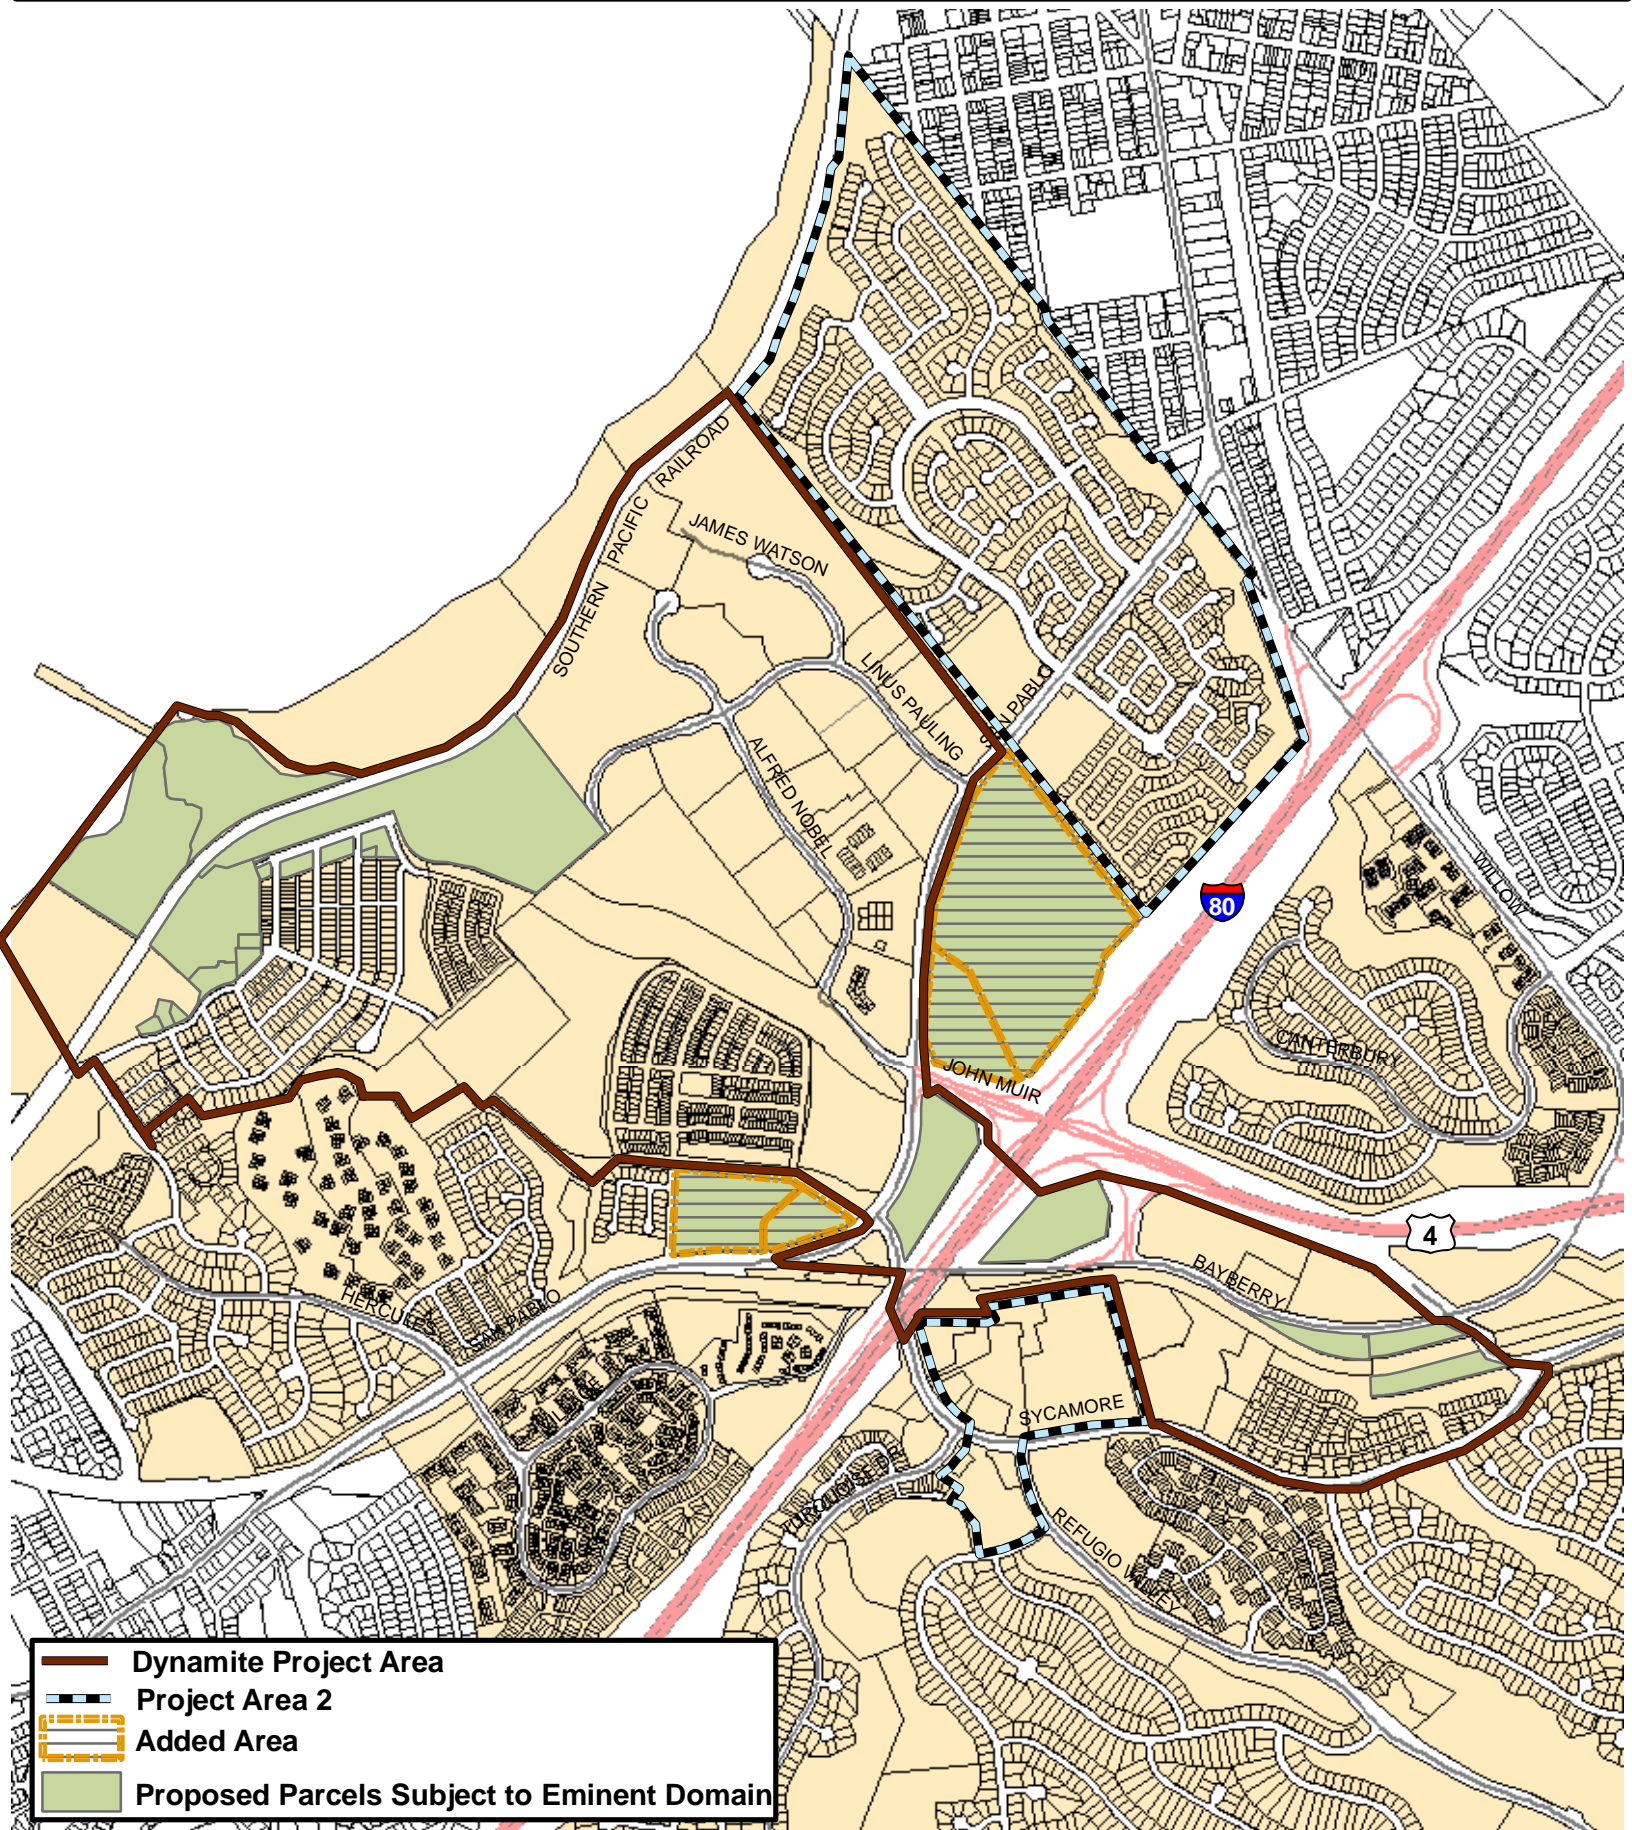 RAILROAD
PACIFIC
SOUTHERN
JAMES WATSON
LINUS PAULING
SAN PABLO
ALFRED NOBEL
80
WILLOW
CANTERBURY
JOHN MUIR
4
BAYBERRY
HERCULES
SAN PABLO
SYCAMORE
TURQUOISE
REFUGIO VALLEY
Dynamite Project Area
Project Area 2
Added Area
Proposed Parcels Subject to Eminent Domain